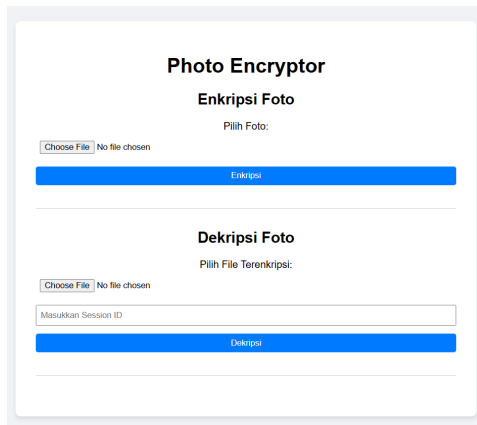 Photo Encryptor
Enkripsi Foto
Pilih Foto:
Choose File No file chosen
Enkripsi
Dekripsi Foto
Pilih File Terenkripsi:
Choose File No file chosen
Masukkan Session ID
Dekripsi